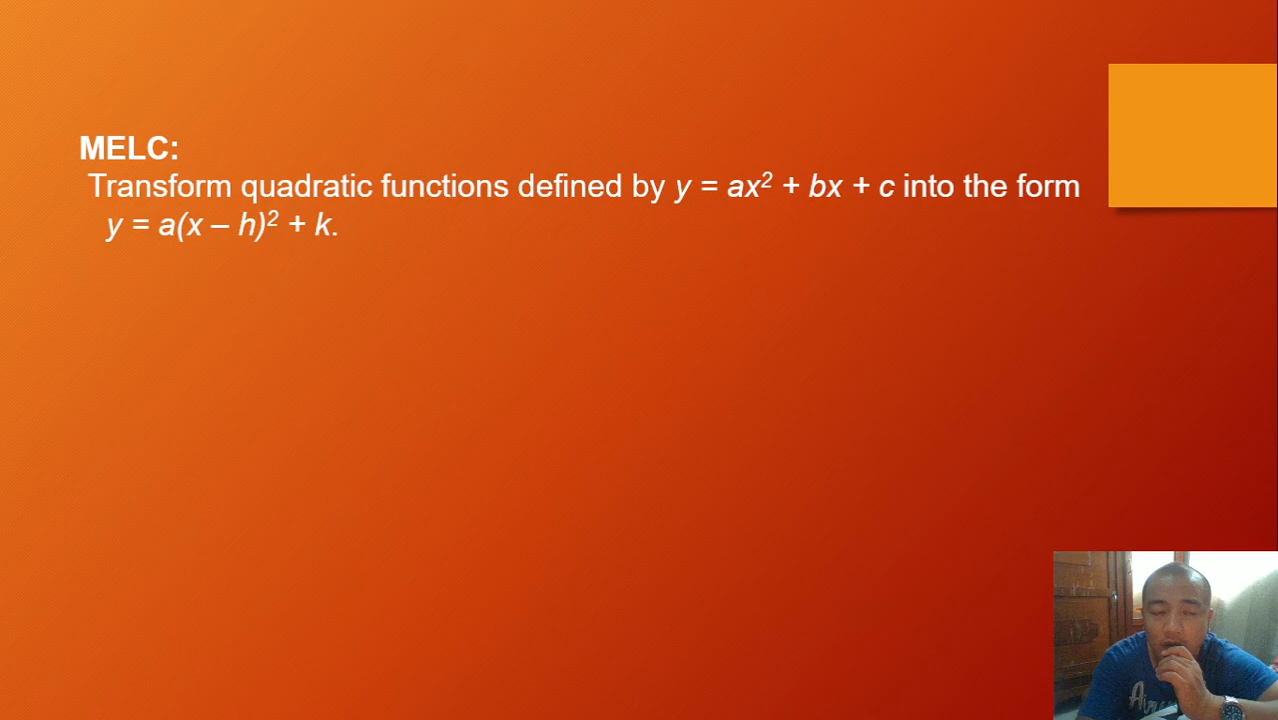 MELC:
Transform quadratic functions defined by y = ax² + bx + c into the form
y = a(x – h)² + k.